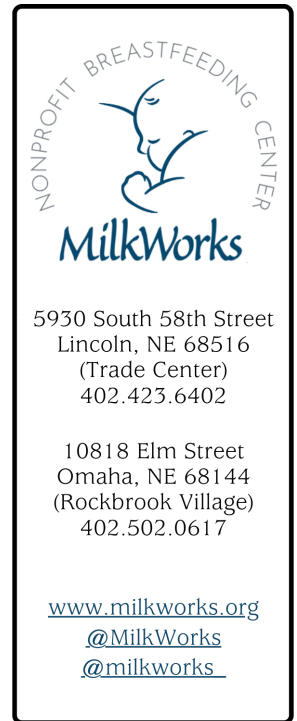 NONPROFIT BREASTFEEDING CENTER
MilkWorks
5930 South 58th Street
Lincoln, NE 68516
(Trade Center)
402.423.6402
10818 Elm Street
Omaha, NE 68144
(Rockbrook Village)
402.502.0617
www.milkworks.org
@MilkWorks
@milkworks_